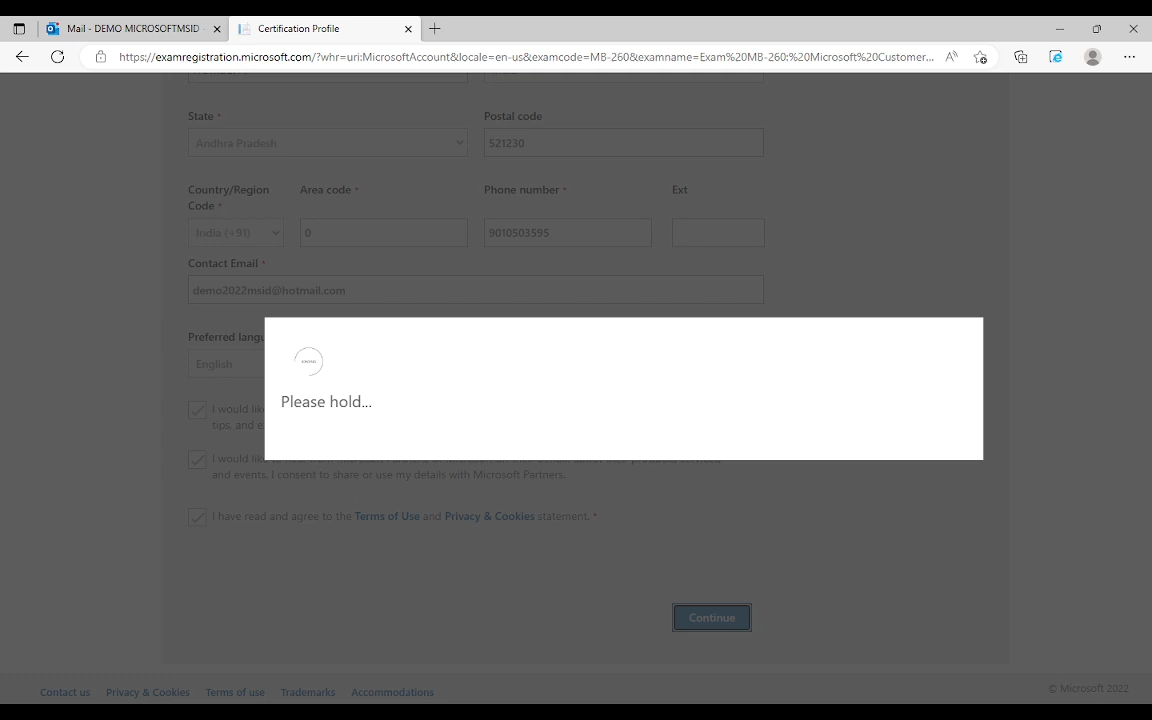 Mail - DEMO MICROSOFTMSID
Certification Profile
https://examregistration.microsoft.com/?whr=uri:MicrosoftAccount&locale=en-us&examcode=MB-260&examname=Exam%20MB-260:%20Microsoft%20Customer...
State *
Postal code
Andhra Pradesh
521230
Country/Region
Code *
Area code *
Phone number *
Ext
India (+91)
0
9010503595
Contact Email *
demo2022msid@hotmail.com
Preferred langu
English
Please hold...
I would lik
tips, and e
I would lik
and events. I consent to share or use my details with Microsoft Partners.
I have read and agree to the Terms of Use and Privacy & Cookies statement. *
Continue
Contact us Privacy & Cookies Terms of use Trademarks Accommodations
© Microsoft 2022